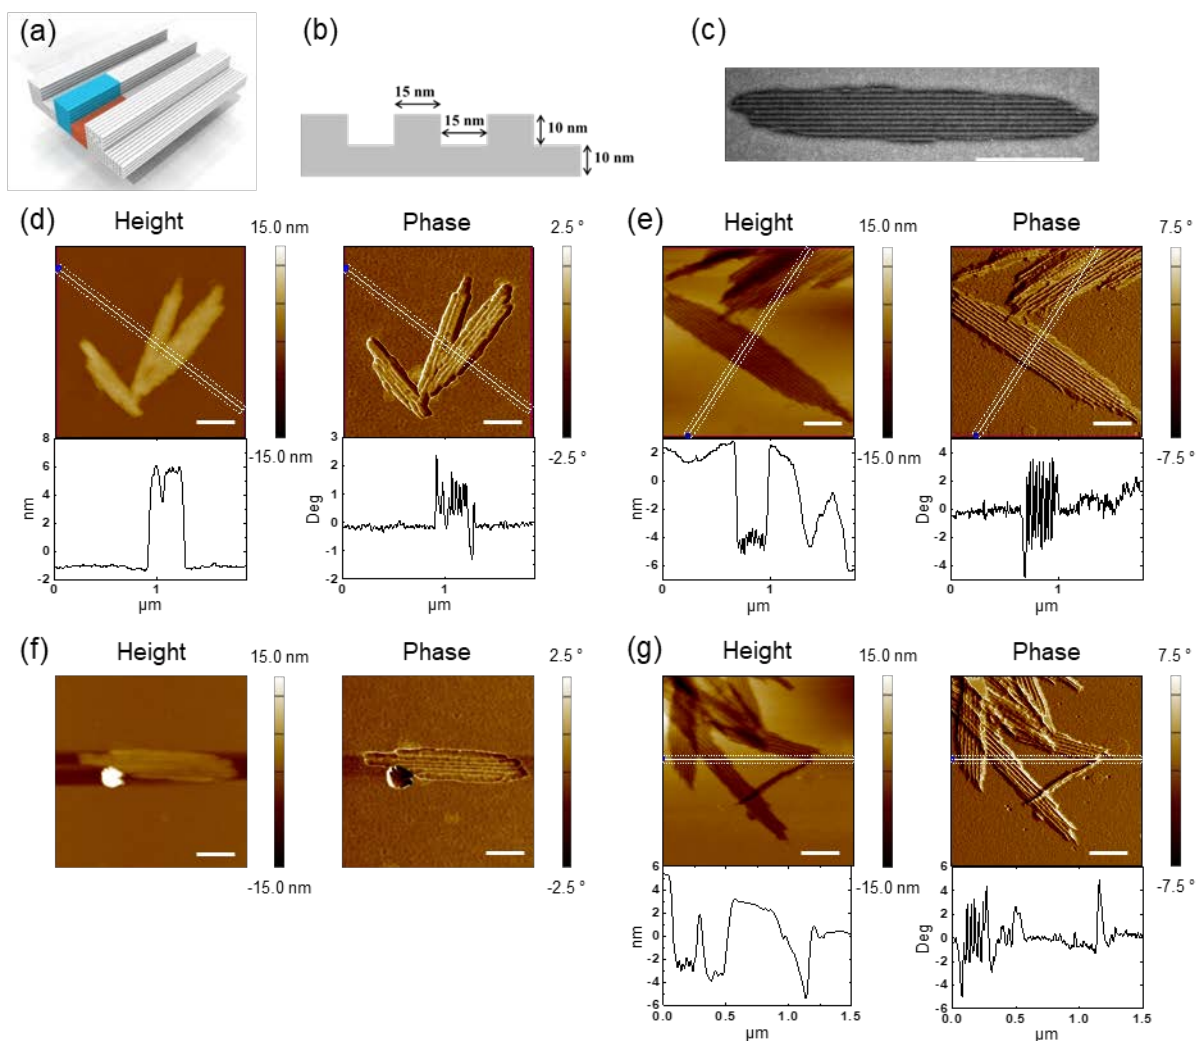 (a)
(b)
(c)
15 nm
15 nm
10 nm
10 nm
(d)
Height
15.0 nm
Phase
2.5 °
(e)
Height
15.0 nm
Phase
7.5 °
-15.0 nm
-2.5 °
-15.0 nm
-7.5 °
8
6
4
2
0
-2
nm
1
µm
3
2
1
0
-1
-2
Deg
1
µm
2
0
-2
-4
-6
nm
0
1
µm
4
2
0
-2
-4
Deg
0
1
µm
(f)
Height
15.0 nm
Phase
2.5 °
(g)
Height
15.0 nm
Phase
7.5 °
-15.0 nm
-2.5 °
-15.0 nm
-7.5 °
6
4
2
0
-2
-4
-6
nm
0.0
0.5
1.0
1.5
µm
6
4
2
0
-2
-4
-6
Deg
0.0
0.5
1.0
1.5
µm